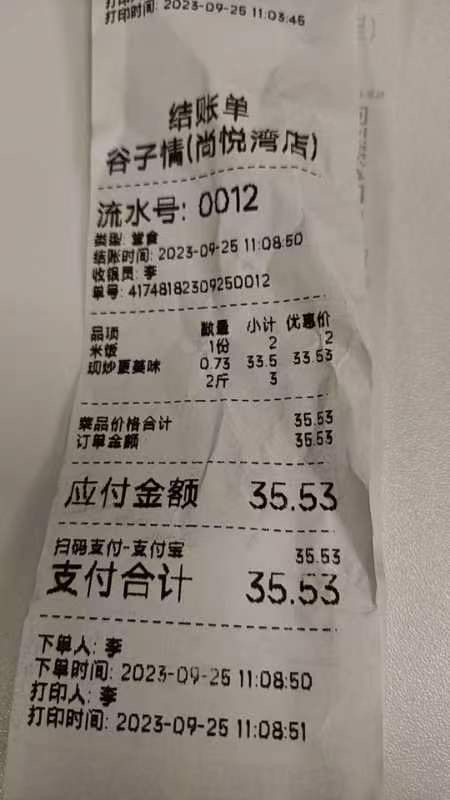 打印时间: 2023-09-25 11:03:45
结账单
谷子情(尚悦湾店)
流水号: 0012
类型: 堂食
结账时间: 2023-09-25 11:08:50
收银员: 李
单号: 41748182309250012
品项 数量 小计 优惠价
米饭 1份 2 2
现炒夏美味 0.73 33.5 33.53
2斤 3
菜品价格合计 35.53
订单金额 35.53
应付金额 35.53
扫码支付-支付宝 35.53
支付合计 35.53
下单人: 李
下单时间: 2023-09-25 11:08:50
打印人: 李
打印时间: 2023-09-25 11:08:51